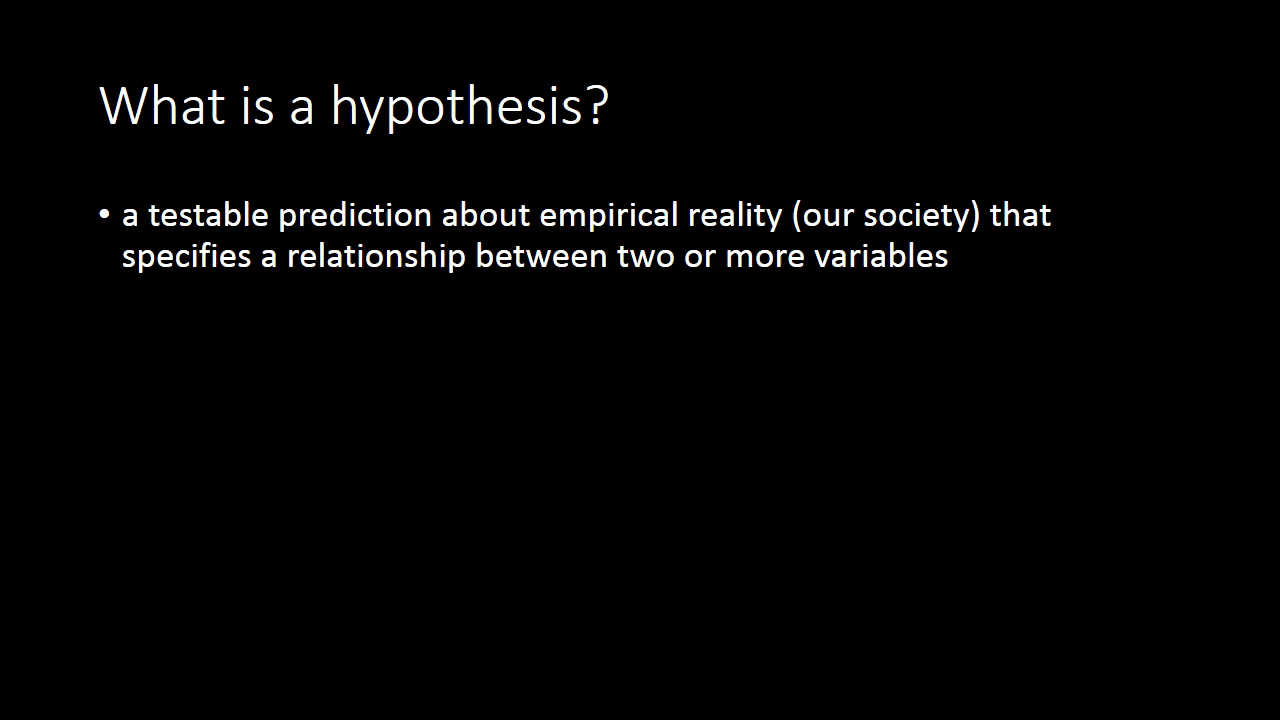 What is a hypothesis?
• a testable prediction about empirical reality (our society) that
specifies a relationship between two or more variables